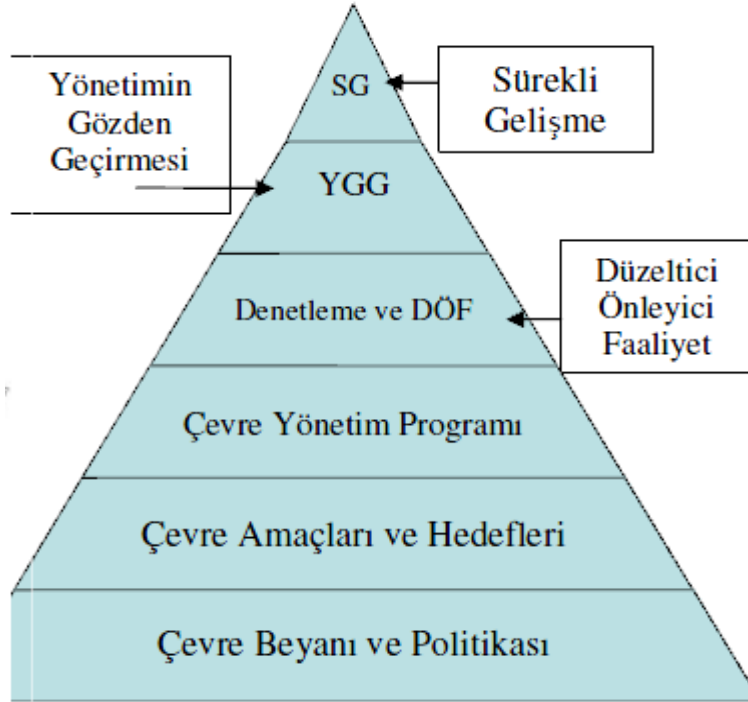 Yönetimin
Gözden
Geçirmesi
SG
Sürekli
Gelişme
YGG
Denetleme ve DÖF
Düzeltici
Önleyici
Faaliyet
Çevre Yönetim Programı
Çevre Amaçları ve Hedefleri
Çevre Beyanı ve Politikası